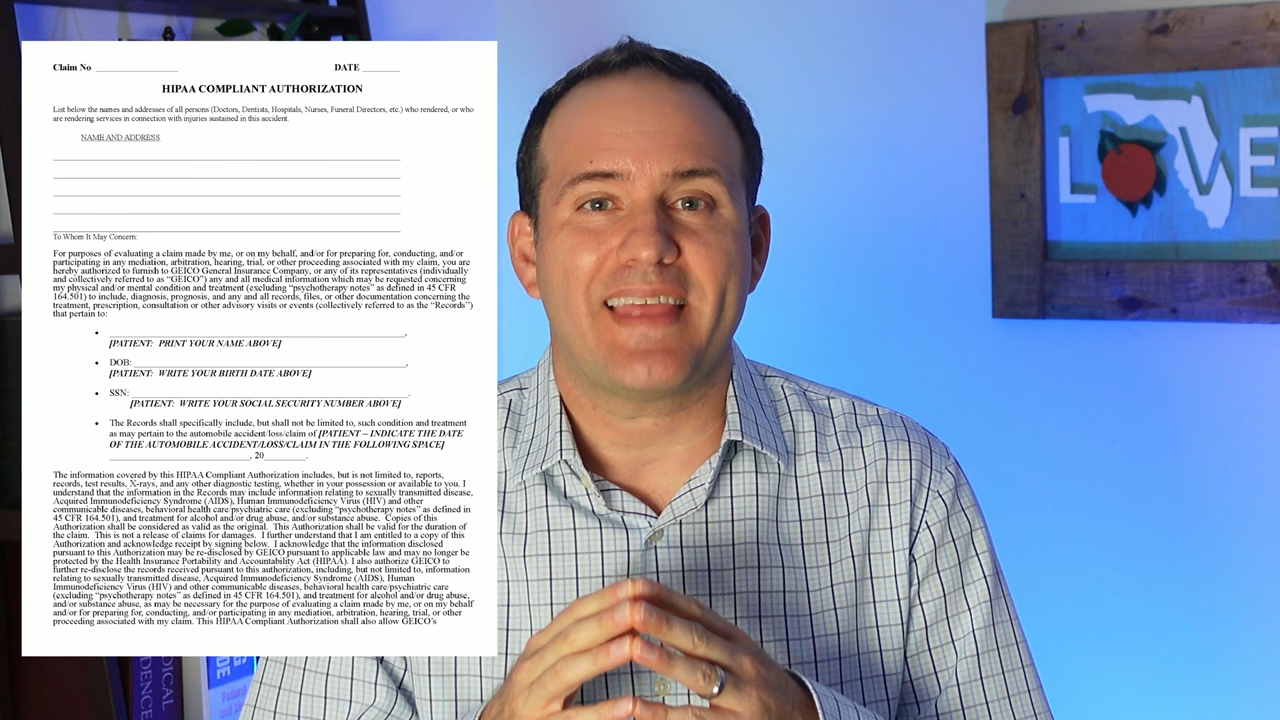 Claim No ________________ DATE _______
HIPAA COMPLIANT AUTHORIZATION
List below the names and addresses of all persons (Doctors, Dentists, Hospitals, Nurses, Funeral Directors, etc.) who rendered, or who
are rendering services in connection with injuries sustained in this accident.
NAME AND ADDRESS
To Whom It May Concern:
For purposes of evaluating a claim made by me, or on my behalf, and/or for preparing for, conducting, and/or
participating in any mediation, arbitration, hearing, trial, or other proceeding associated with my claim, you are
hereby authorized to furnish to GEICO General Insurance Company, or any of its representatives (individually
and collectively referred to as “GEICO”) any and all medical information which may be requested concerning
my physical and/or mental condition and treatment (excluding “psychotherapy notes” as defined in 45 CFR
164.501) to include, diagnosis, prognosis, and any and all records, files, or other documentation concerning the
treatment, prescription, consultation or other advisory visits or events (collectively referred to as the “Records”)
that pertain to:
• ____________________________________________,
[PATIENT: PRINT YOUR NAME ABOVE]
• DOB: ________________________________________,
[PATIENT: WRITE YOUR BIRTH DATE ABOVE]
• SSN: ________________________________________.
[PATIENT: WRITE YOUR SOCIAL SECURITY NUMBER ABOVE]
• The Records shall specifically include, but shall not be limited to, such condition and treatment
as may pertain to the automobile accident/loss/claim of [PATIENT – INDICATE THE DATE
OF THE AUTOMOBILE ACCIDENT/LOSS/CLAIM IN THE FOLLOWING SPACE]
____________________________, 20________.
The information covered by this HIPAA Compliant Authorization includes, but is not limited to, reports,
records, test results, X-rays, and any other diagnostic testing, whether in your possession or available to you. I
understand that the information in the Records may include information relating to sexually transmitted disease,
Acquired Immunodeficiency Syndrome (AIDS), Human Immunodeficiency Virus (HIV) and other
communicable diseases, behavioral health care/psychiatric care (excluding “psychotherapy notes” as defined in
45 CFR 164.501), and treatment for alcohol and/or drug abuse, and/or substance abuse. Copies of this
Authorization shall be considered as valid as the original. This Authorization shall be valid for the duration of
the claim. This is not a release of claims for damages. I further understand that I am entitled to a copy of this
Authorization and acknowledge receipt by signing below. I acknowledge that the information disclosed
pursuant to this Authorization may be re-disclosed by GEICO pursuant to applicable law and may no longer be
protected by the Health Insurance Portability and Accountability Act (HIPAA). I also authorize GEICO to
further re-disclose the records received pursuant to this authorization, including, but not limited to, information
relating to sexually transmitted disease, Acquired Immunodeficiency Syndrome (AIDS), Human
Immunodeficiency Virus (HIV) and other communicable diseases, behavioral health care/psychiatric care
(excluding “psychotherapy notes” as defined in 45 CFR 164.501), and treatment for alcohol and/or drug abuse,
and/or substance abuse, as may be necessary for the purpose of evaluating a claim made by me, or on my behalf
and/or for preparing for, conducting, and/or participating in any mediation, arbitration, hearing, trial, or other
proceeding associated with my claim. This HIPAA Compliant Authorization shall also allow GEICO’s
L VE